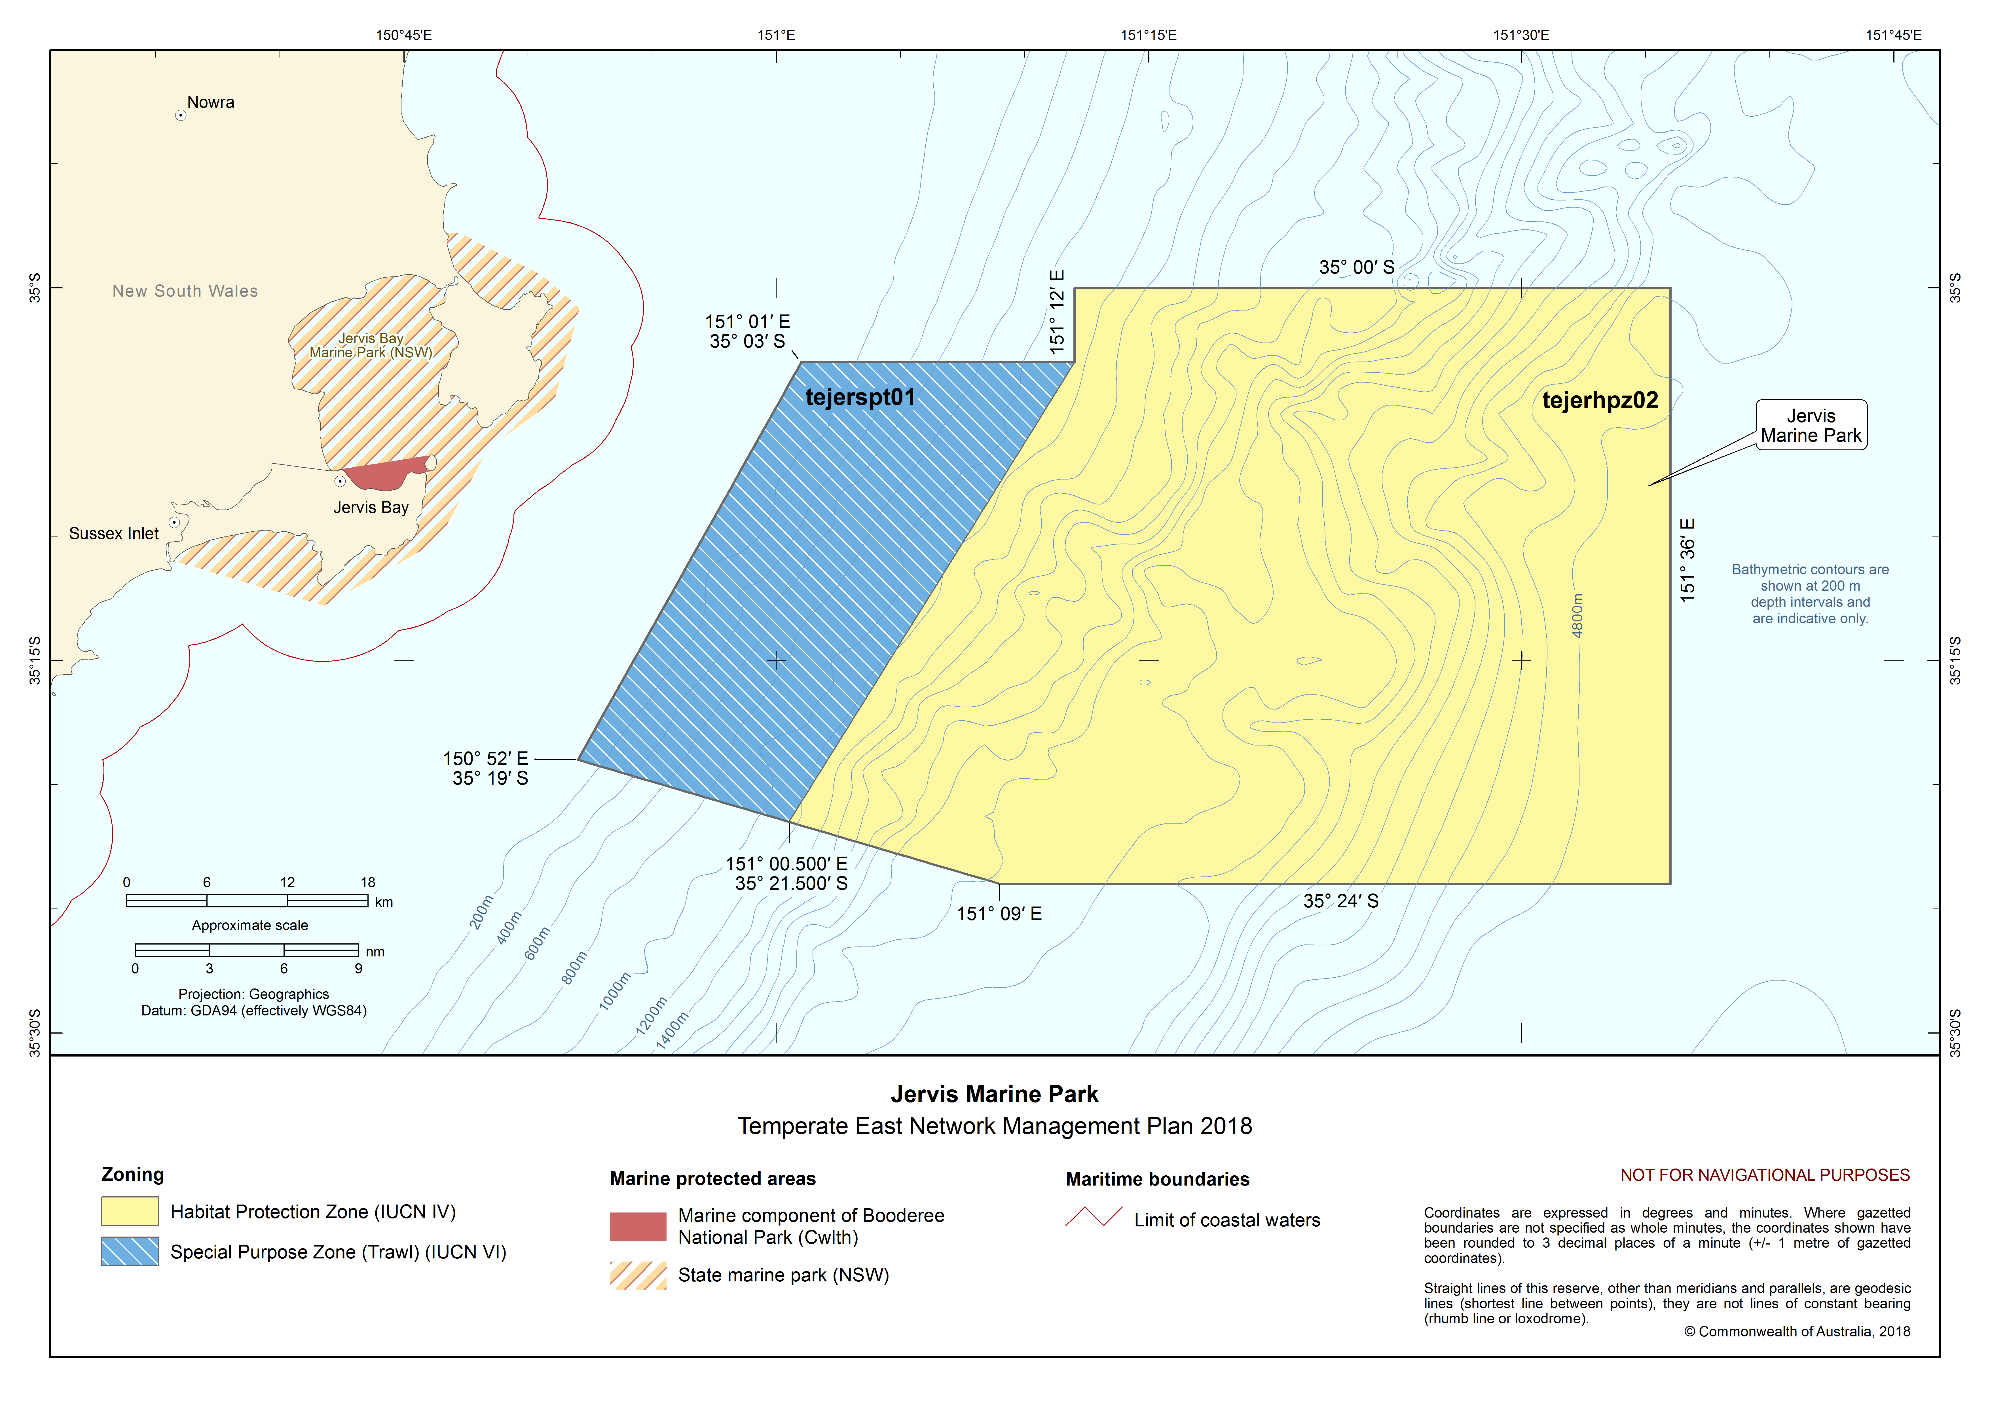 150°45'E
151°E
151°15'E
151°30'E
151°45'E
Nowra
35°S
35°S
New South Wales
35° 00′ S
151° 12′ E
151° 01′ E
35° 03′ S
Jervis Bay
Marine Park (NSW)
tejerspt01
tejerhpz02
Jervis
Marine Park
Jervis Bay
Sussex Inlet
151° 36′ E
Bathymetric contours are
shown at 200 m
depth intervals and
are indicative only.
4800m
35°15'S
35°15'S
150° 52′ E
35° 19′ S
151° 00.500′ E
35° 21.500′ S
151° 09′ E
35° 24′ S
0 6 12 18
km
Approximate scale
nm
0 3 6 9
Projection: Geographics
Datum: GDA94 (effectively WGS84)
200m
400m
600m
800m
1000m
1200m
1400m
35°30'S
35°30'S
Jervis Marine Park
Temperate East Network Management Plan 2018
Zoning
Habitat Protection Zone (IUCN IV)
Special Purpose Zone (Trawl) (IUCN VI)
Marine protected areas
Marine component of Booderee
National Park (Cwlth)
State marine park (NSW)
Maritime boundaries
Limit of coastal waters
NOT FOR NAVIGATIONAL PURPOSES
Coordinates are expressed in degrees and minutes. Where gazetted
boundaries are not specified as whole minutes, the coordinates shown have
been rounded to 3 decimal places of a minute (+/- 1 metre of gazetted
coordinates).
Straight lines of this reserve, other than meridians and parallels, are geodesic
lines (shortest line between points), they are not lines of constant bearing
(rhumb line or loxodrome).
© Commonwealth of Australia, 2018